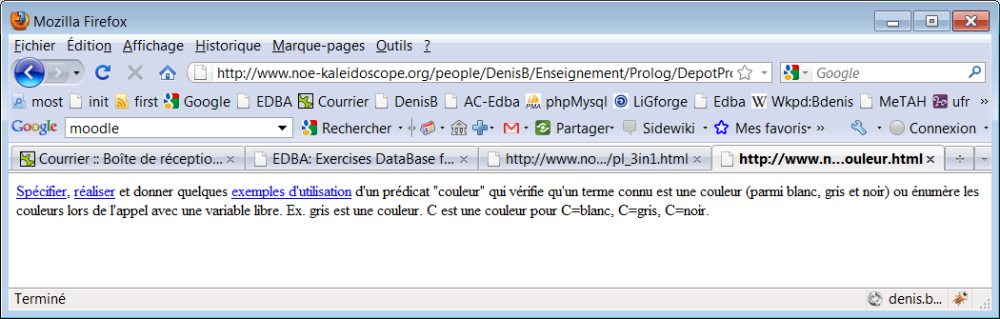 Mozilla Firefox
Fichier Édition Affichage Historique Marque-pages Outils ?
http://www.noe-kaleidoscope.org/people/DenisB/Enseignement/Prolog/DepotPro Google
most init first Google EDBA Courrier DenisB AC-Edba phpMysql LiGforge Edba Wkpd:Bdenis MeTAH ufr »
Google moodle Rechercher Partager Sidewiki Mes favoris » Connexion
Courrier :: Boîte de réceptio... EDBA: Exercises DataBase f... http://www.no.../pl_3in1.html http://www.n...ouleur.html
Spécifier, réaliser et donner quelques exemples d'utilisation d'un prédicat "couleur" qui vérifie qu'un terme connu est une couleur (parmi blanc, gris et noir) ou énumère les
couleurs lors de l'appel avec une variable libre. Ex. gris est une couleur. C est une couleur pour C=blanc, C=gris, C=noir.
Terminé denis.b...